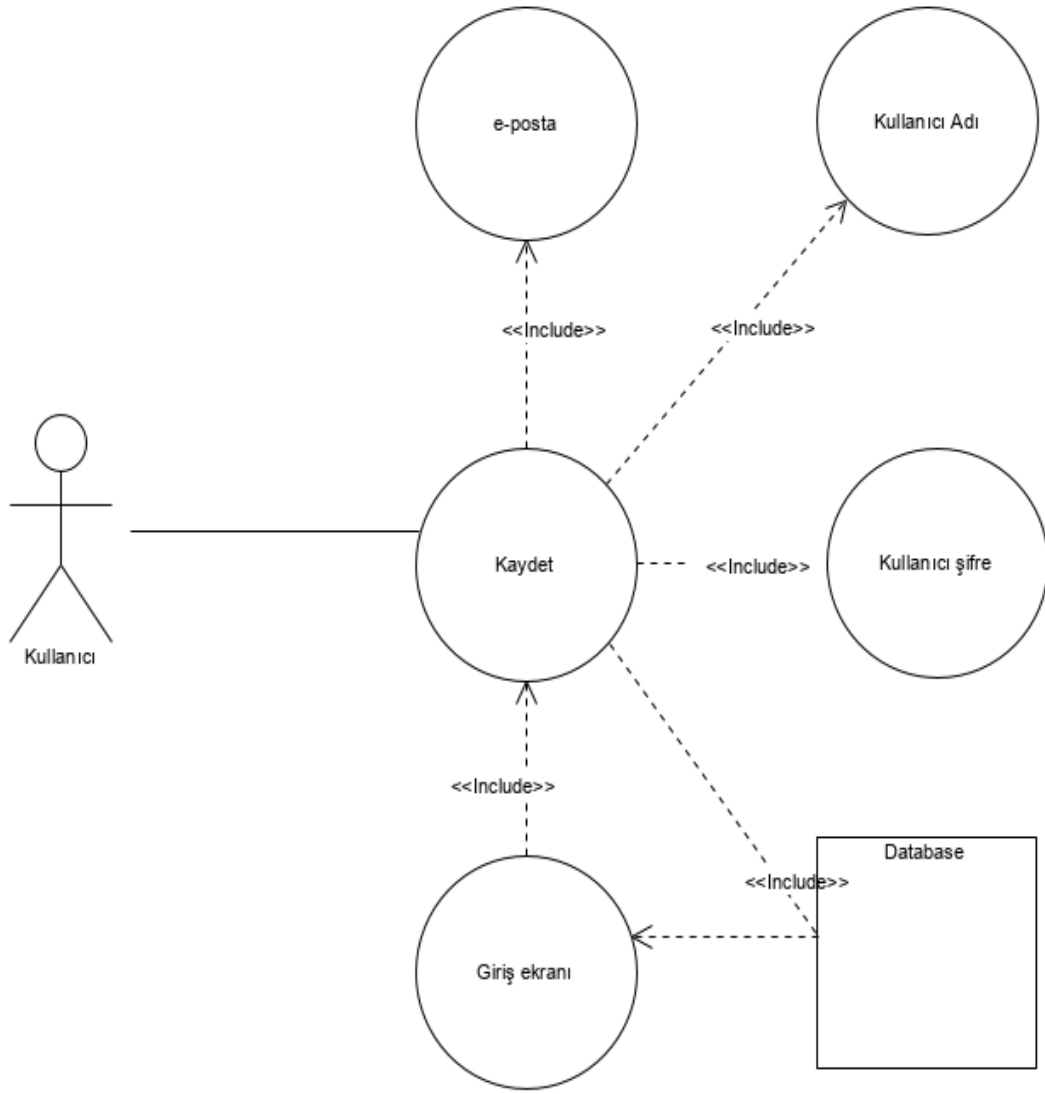 e-posta
Kullanıcı Adı
<<Include>>
<<Include>>
Kaydet
<<Include>>
Kullanıcı şifre
Kullanıcı
<<Include>>
Database
<<Include>>
Giriş ekranı